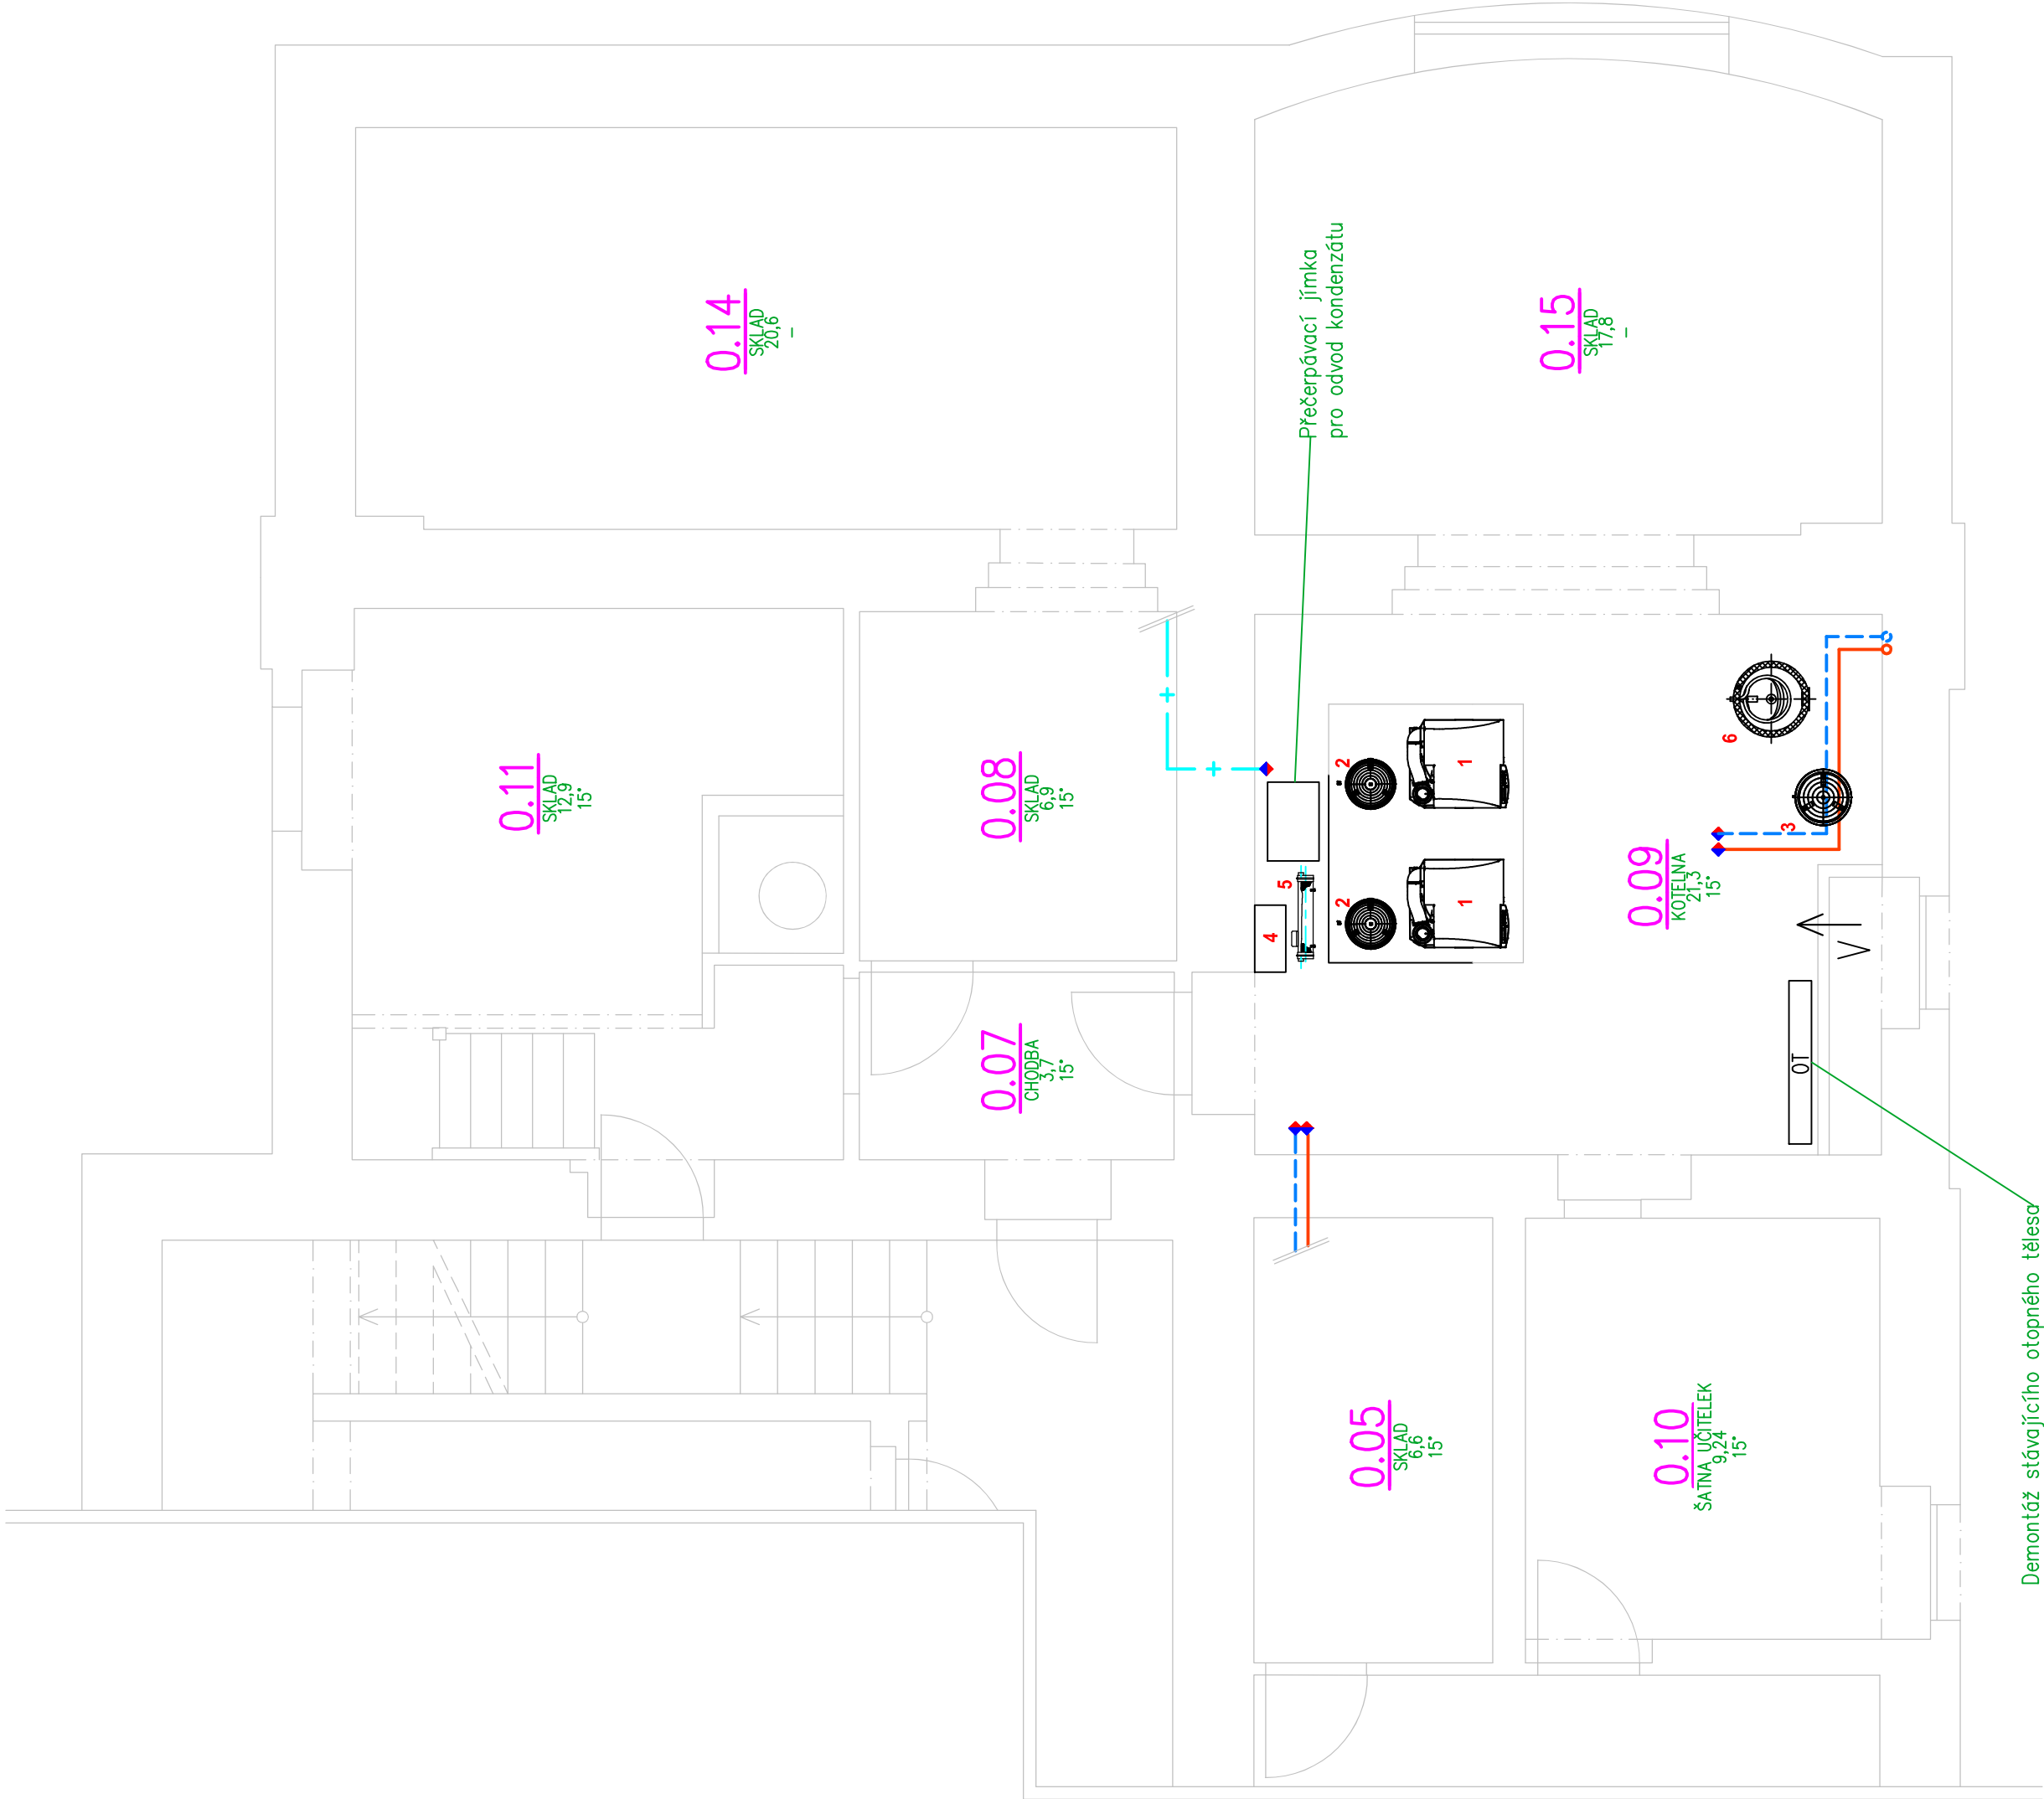 0.14
SKLAD
20,6
–
0.15
SKLAD
17,8
–
Přečerpávací jímka
pro odvod kondenzátu
0.11
SKLAD
12,9
15°
0.08
SKLAD
6,9
15°
0.09
KOTELNA
21,3
15°
0.07
CHODBA
3,7
15°
0.05
SKLAD
6,6
15°
0.10
ŠATNA UČITELEK
9,24
15°
2
1
2
1
5
4
6
3
V
OT
Demontáž stávajícího otopného tělesa